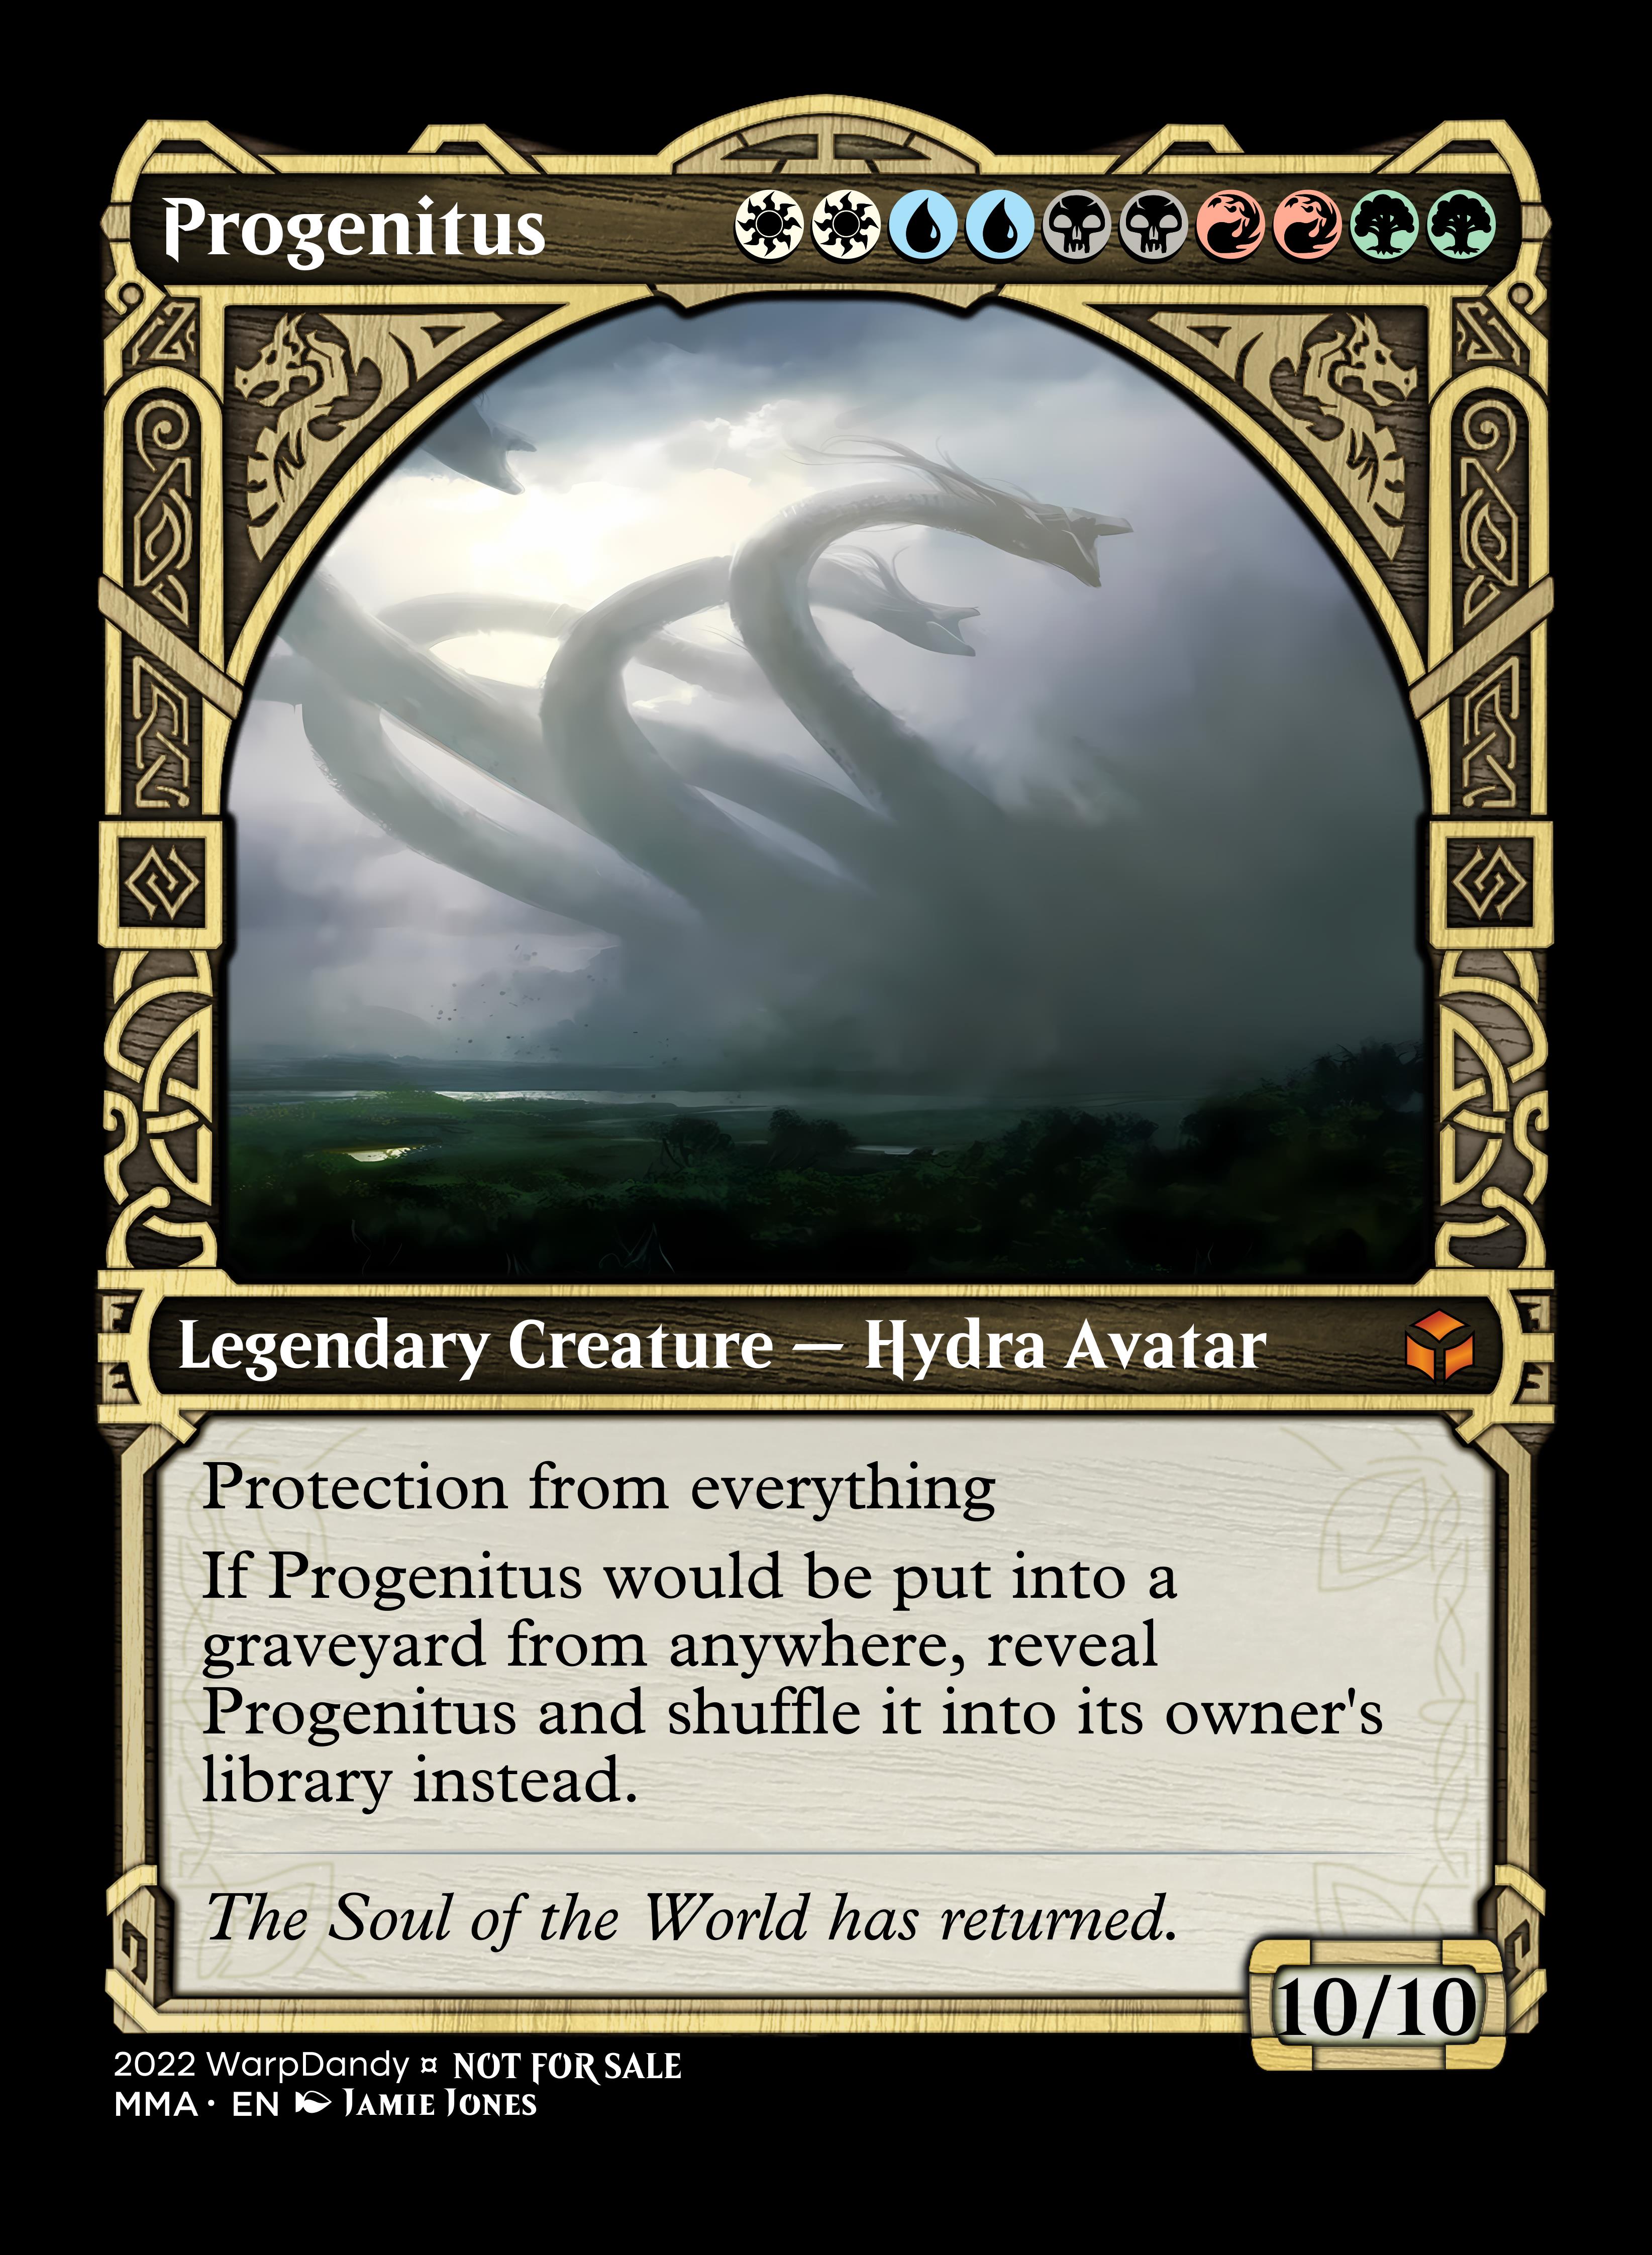 Progenitus
Legendary Creature — Hydra Avatar
Protection from everything
If Progenitus would be put into a
graveyard from anywhere, reveal
Progenitus and shuffle it into its owner's
library instead.
The Soul of the World has returned.
10/10
2022 WarpDandy ¤ NOT FOR SALE
MMA • EN JAMIE JONES